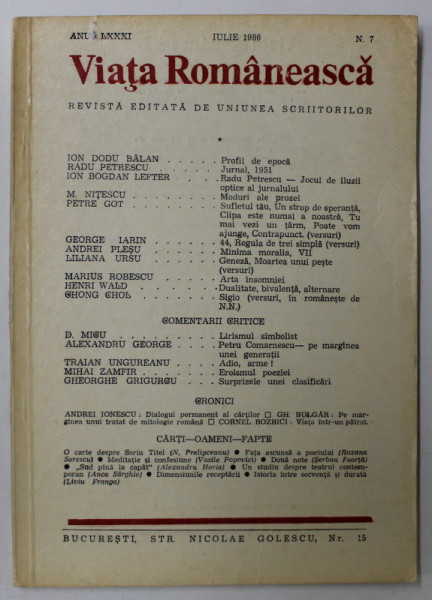 ANUL LXXXI IULIE 1986 N. 7
Viața Românească
REVISTĂ EDITATĂ DE UNIUNEA SCRIITORILOR
*
ION DODU BĂLAN . . . . . Profil de epocă
RADU PETRESCU . . . . . Jurnal, 1951
ION BOGDAN LEFTER . . . Radu Petrescu — Jocul de iluzii
optice al jurnalului
M. NIȚESCU . . . . . . . Moduri ale prozei
PETRE GOT . . . . . . . . Sufletul tău, Un strop de speranță,
Clipa este numai a noastră, Tu
mai vezi un țărm, Poate vom
ajunge, Contrapunct. (versuri)
GEORGE IARIN . . . . . . 44, Regula de trei simplă (versuri)
ANDREI PLEȘU . . . . . . Minima moralia, VII
LILIANA URSU . . . . . . Geneză, Moartea unui pește
(versuri)
MARIUS ROBESCU . . . . . Arta insomniei
HENRI WALD . . . . . . . Dualitate, bivalență, alternare
CHONG CHOL . . . . . . Sigio (versuri, în românește de
N.N.)
COMENTARII CRITICE
D. MICU . . . . . . . . . Lirismul simbolist
ALEXANDRU GEORGE . . . . Petru Comarnescu — pe marginea
unei generații
TRAIAN UNGUREANU . . . . Adio, arme !
MIHAI ZAMFIR . . . . . . Eroismul poeziei
GHEORGHE GRIGURCU . . . Surprizele unei clasificări
CRONICI
ANDREI IONESCU : Dialogul permanent al cărților □ GH. BULGĂR : Pe mar-
ginea unui tratat de mitologie română □ CORNEL BOZBICI : Viața într-un pătrat.
CĂRȚI—OAMENI—FAPTE
O carte despre Sorin Titel (N. Prelipceanu) ● Fața ascunsă a poetului (Roxana
Sorescu) ● Meditație și confesiune (Vasile Popovici) ● Două note (Șerban Foarță)
● „Sud pînă la capăt" (Alexandru Horia) ● Un studiu despre teatrul contem-
poran (Anca Sârghie) ● Dimensiunile receptării ● Istoria între secvență și durată
(Liviu Franga)
BUCUREȘTI, STR. NICOLAE GOLESCU, Nr. 15